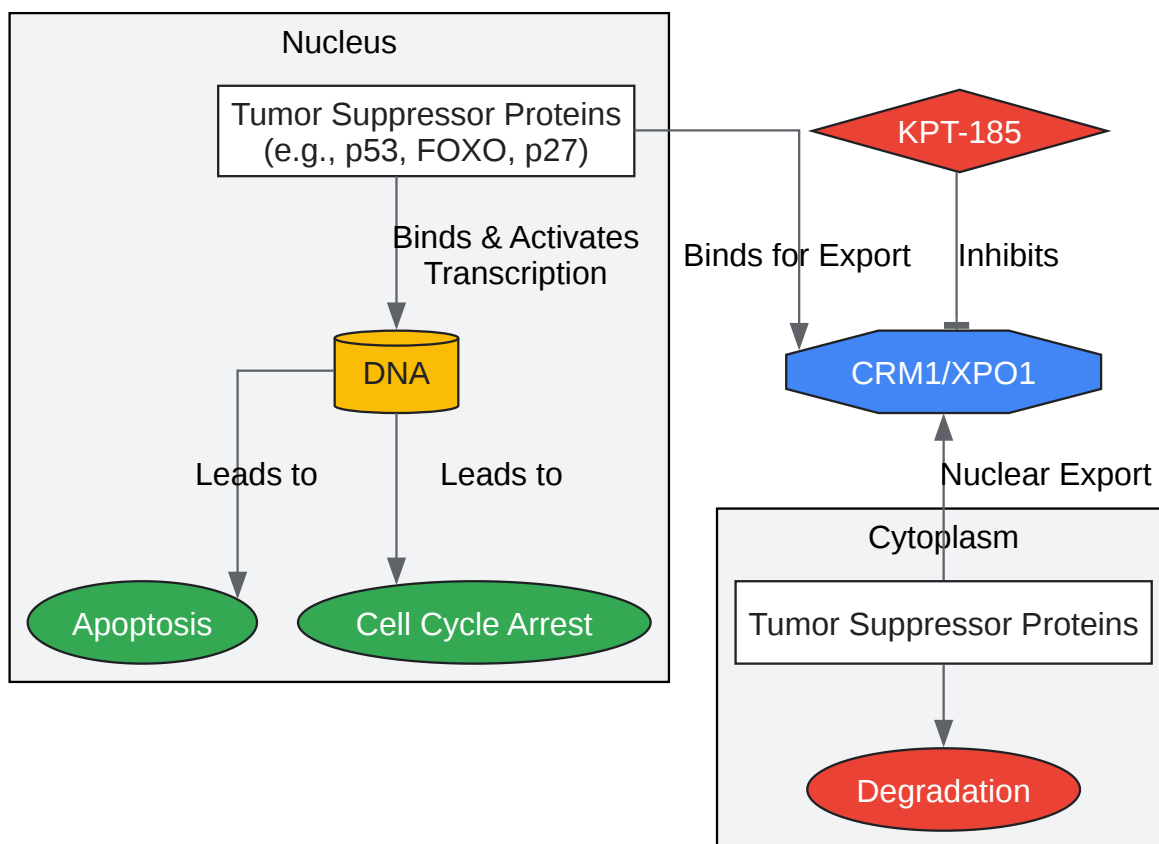 Nucleus
Tumor Suppressor Proteins
(e.g., p53, FOXO, p27)
KPT-185
Binds & Activates
Transcription
Binds for Export
Inhibits
DNA
CRM1/XPO1
Leads to
Leads to
Nuclear Export
Cytoplasm
Apoptosis
Cell Cycle Arrest
Tumor Suppressor Proteins
Degradation